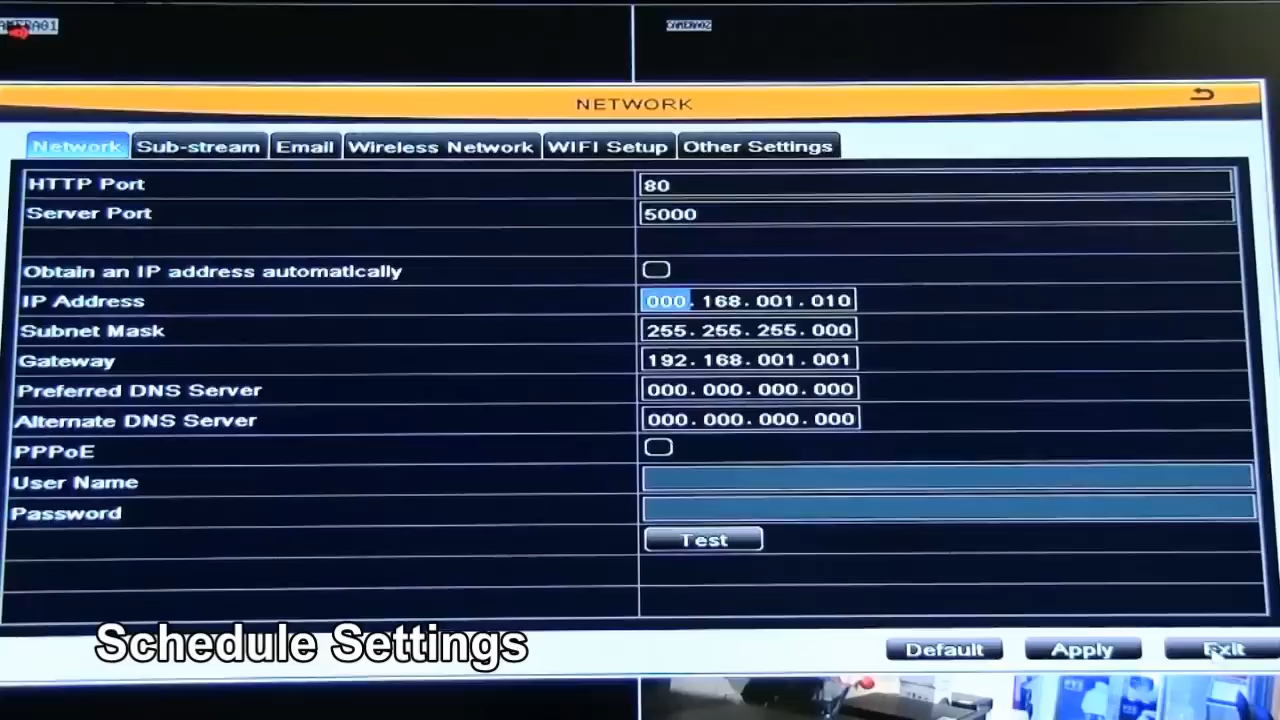 CAMERA01
CAMERA02
NETWORK
Network Sub-stream Email Wireless Network WIFI Setup Other Settings
HTTP Port 80
Server Port 5000
Obtain an IP address automatically
IP Address 000.168.001.010
Subnet Mask 255.255.255.000
Gateway 192.168.001.001
Preferred DNS Server 000.000.000.000
Alternate DNS Server 000.000.000.000
PPPoE
User Name
Password
Test
Schedule Settings
Default Apply Exit